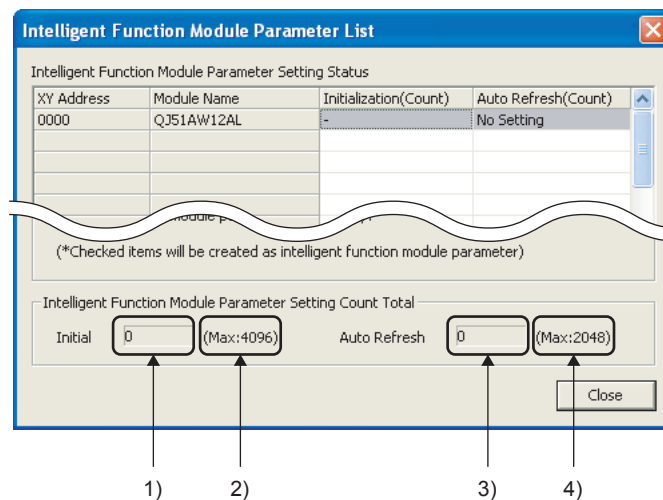 Intelligent Function Module Parameter List
Intelligent Function Module Parameter Setting Status
XY Address Module Name Initialization(Count) Auto Refresh(Count)
0000 QJ51AW12AL - No Setting
(*Checked items will be created as intelligent function module parameter)
Intelligent Function Module Parameter Setting Count Total
Initial 0 (Max:4096) Auto Refresh 0 (Max:2048)
Close
1) 2) 3) 4)